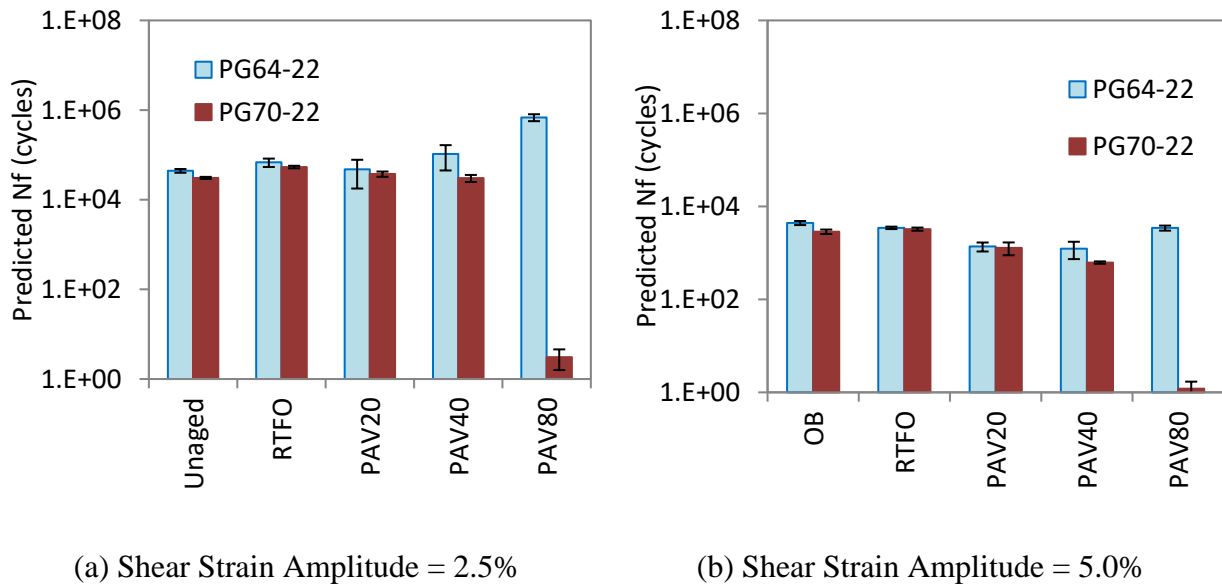 1.E+08
1.E+06
1.E+04
1.E+02
1.E+00
Predicted Nf (cycles)
PG64-22
PG70-22
Unaged
RTFO
PAV20
PAV40
PAV80
(a) Shear Strain Amplitude = 2.5%
1.E+08
1.E+06
1.E+04
1.E+02
1.E+00
Predicted Nf (cycles)
PG64-22
PG70-22
OB
RTFO
PAV20
PAV40
PAV80
(b) Shear Strain Amplitude = 5.0%